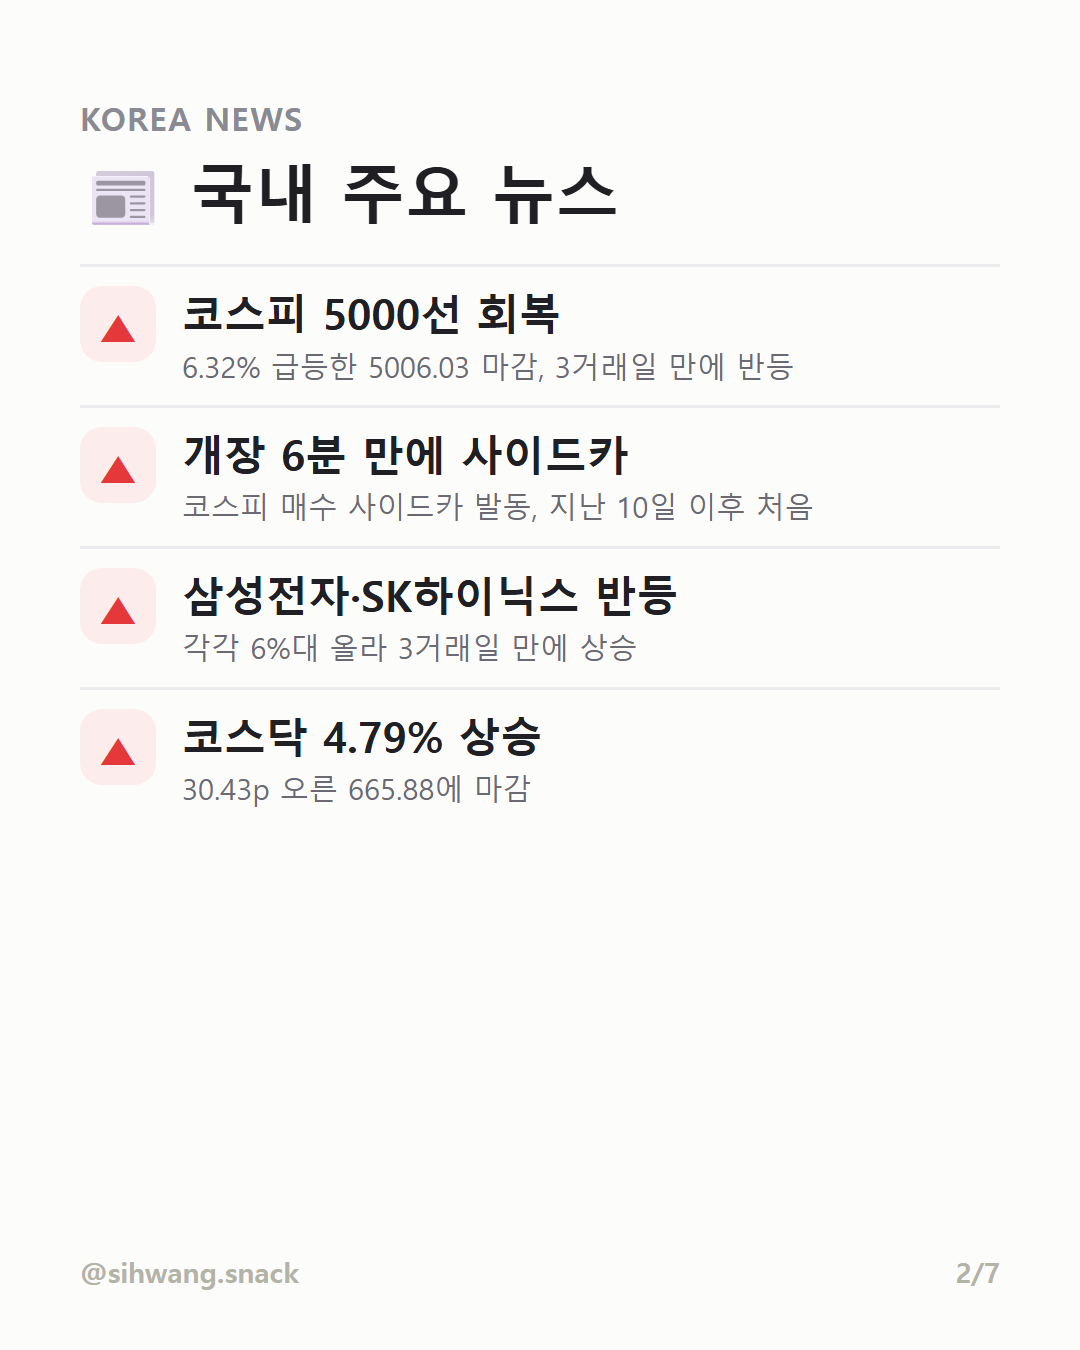 KOREA NEWS
국내 주요 뉴스
코스피 5000선 회복
6.32% 급등한 5006.03 마감, 3거래일 만에 반등
개장 6분 만에 사이드카
코스피 매수 사이드카 발동, 지난 10일 이후 처음
삼성전자·SK하이닉스 반등
각각 6%대 올라 3거래일 만에 상승
코스닥 4.79% 상승
30.43p 오른 665.88에 마감
@sihwang.snack
2/7